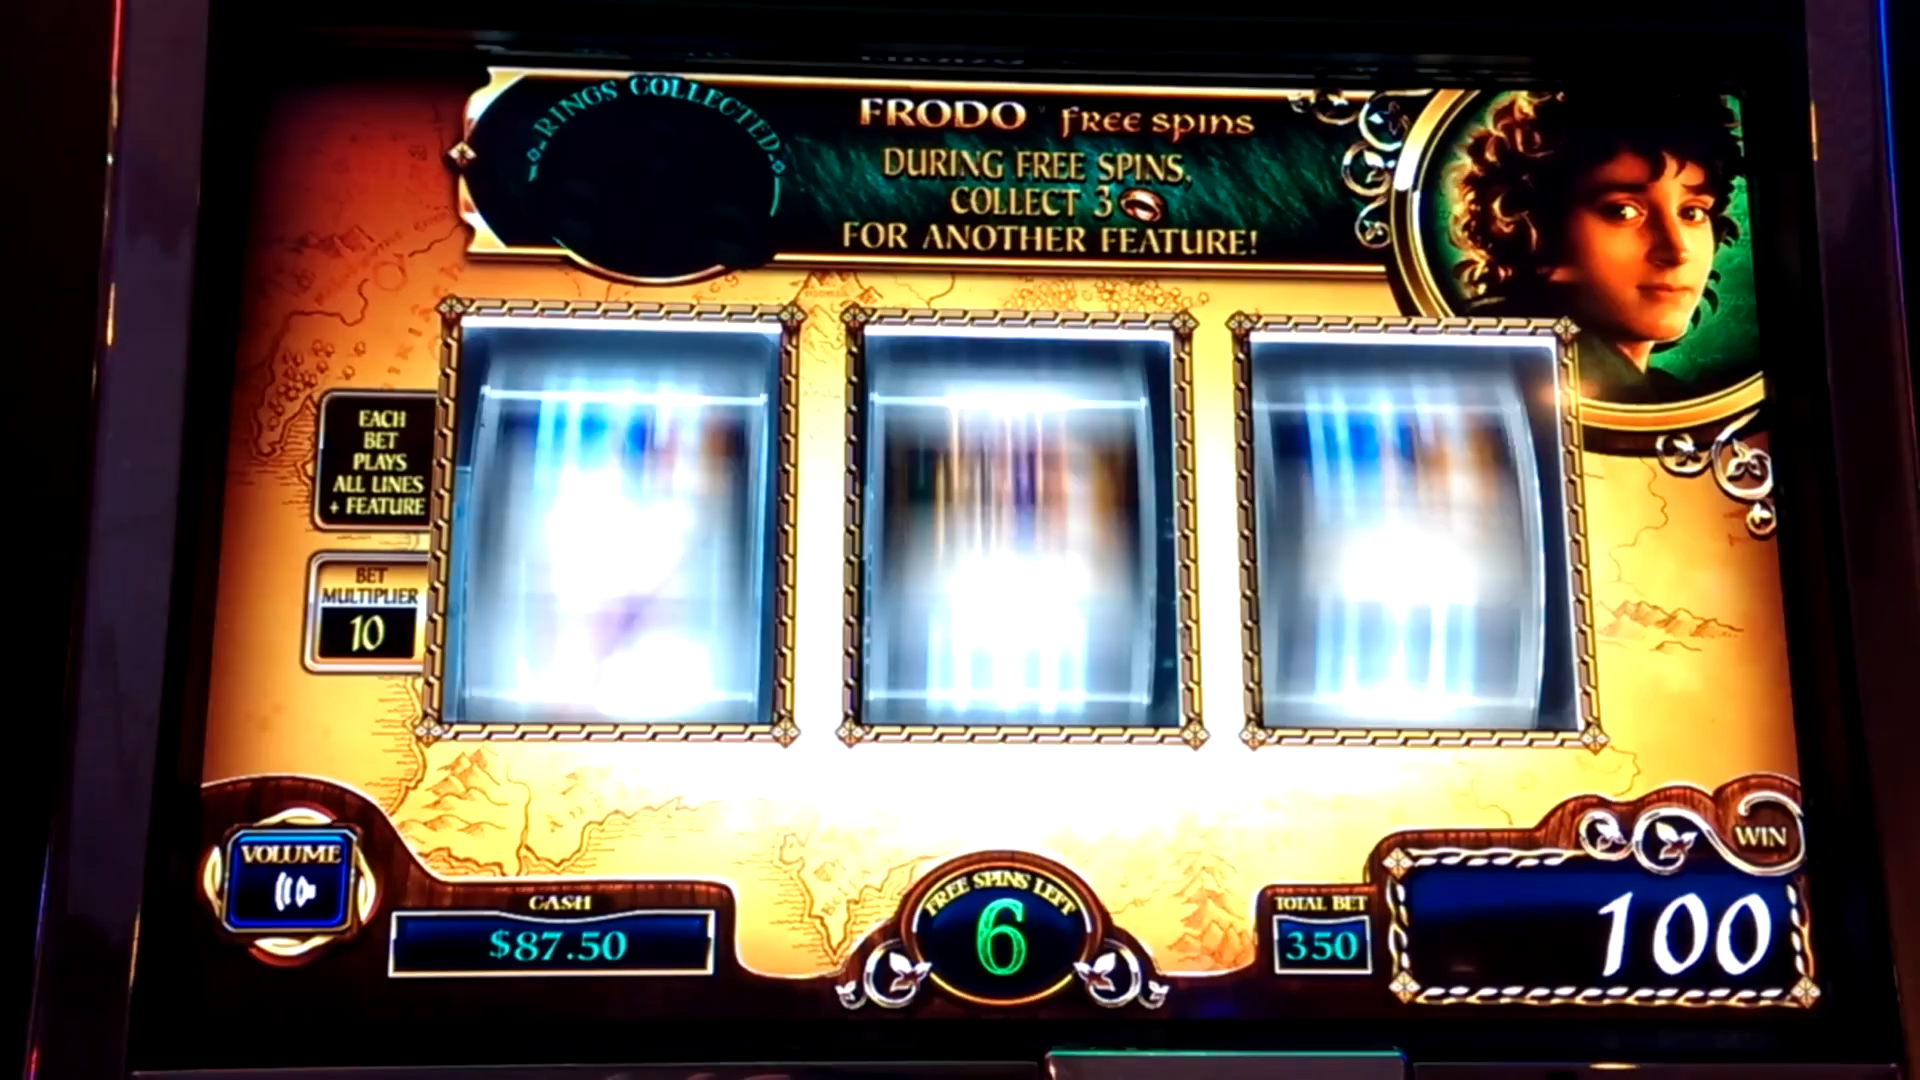 RINGS COLLECTED
FRODO free spins
DURING FREE SPINS,
COLLECT 3
FOR ANOTHER FEATURE!
EACH
BET
PLAYS
ALL LINES
+ FEATURE
BET
MULTIPLIER
10
VOLUME
CASH
$87.50
FREE SPINS LEFT
6
TOTAL BET
350
WIN
100